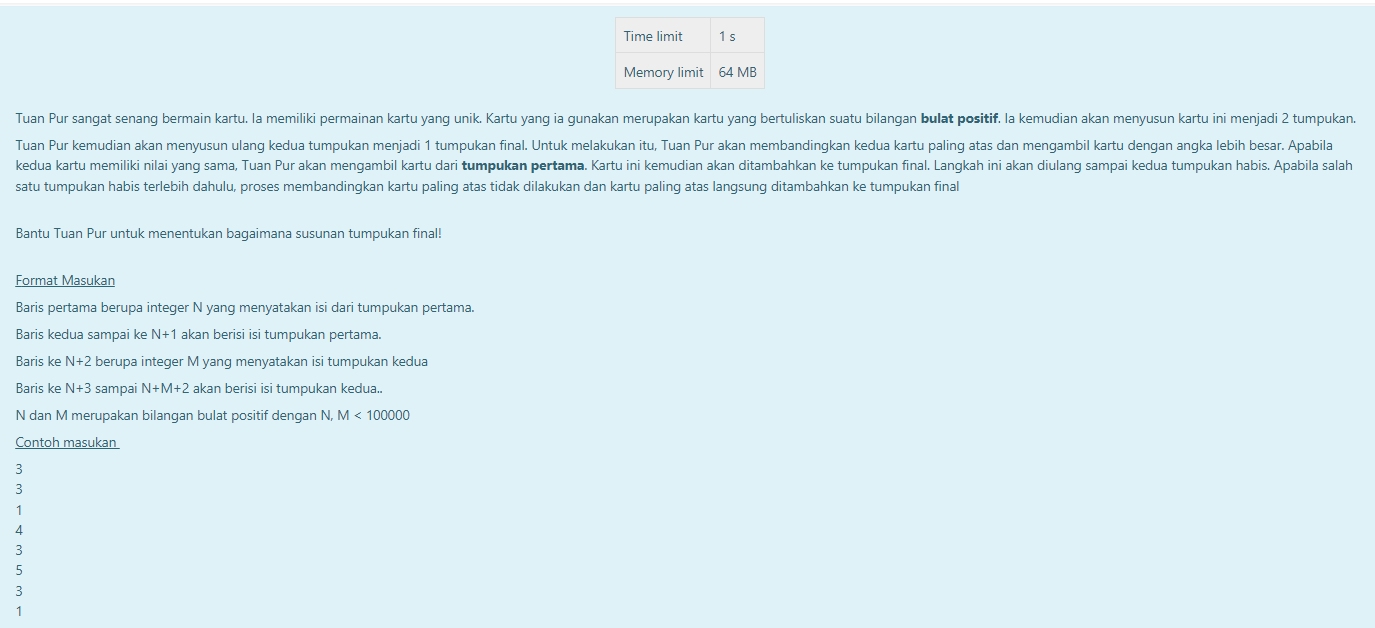 Time limit 1 s
Memory limit 64 MB
Tuan Pur sangat senang bermain kartu. Ia memiliki permainan kartu yang unik. Kartu yang ia gunakan merupakan kartu yang bertuliskan suatu bilangan bulat positif. Ia kemudian akan menyusun kartu ini menjadi 2 tumpukan.
Tuan Pur kemudian akan menyusun ulang kedua tumpukan menjadi 1 tumpukan final. Untuk melakukan itu, Tuan Pur akan membandingkan kedua kartu paling atas dan mengambil kartu dengan angka lebih besar. Apabila
kedua kartu memiliki nilai yang sama, Tuan Pur akan mengambil kartu dari tumpukan pertama. Kartu ini kemudian akan ditambahkan ke tumpukan final. Langkah ini akan diulang sampai kedua tumpukan habis. Apabila salah
satu tumpukan habis terlebih dahulu, proses membandingkan kartu paling atas tidak dilakukan dan kartu paling atas langsung ditambahkan ke tumpukan final
Bantu Tuan Pur untuk menentukan bagaimana susunan tumpukan final!
Format Masukan
Baris pertama berupa integer N yang menyatakan isi dari tumpukan pertama.
Baris kedua sampai ke N+1 akan berisi isi tumpukan pertama.
Baris ke N+2 berupa integer M yang menyatakan isi tumpukan kedua
Baris ke N+3 sampai N+M+2 akan berisi isi tumpukan kedua..
N dan M merupakan bilangan bulat positif dengan N, M < 100000
Contoh masukan
3
3
1
4
3
5
3
1